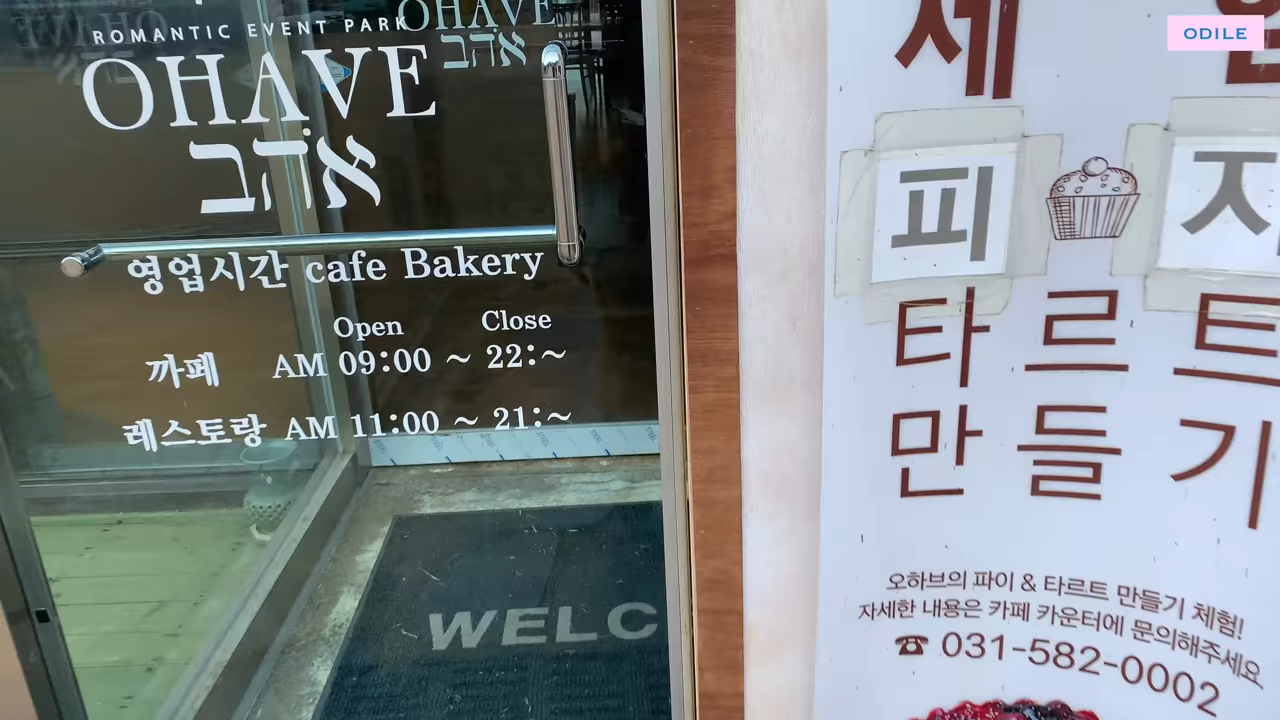 ROMANTIC EVENT PARK
OHAVE
אהב
OHAVE
אהב
영업시간 cafe Bakery
Open Close
까페 AM 09:00 ~ 22:~
레스토랑 AM 11:00 ~ 21:~
WELC
ODILE
체
피 자
타르트
만들기
오하브의 파이 & 타르트 만들기 체험!
자세한 내용은 카페 카운터에 문의해주세요
☎ 031-582-0002